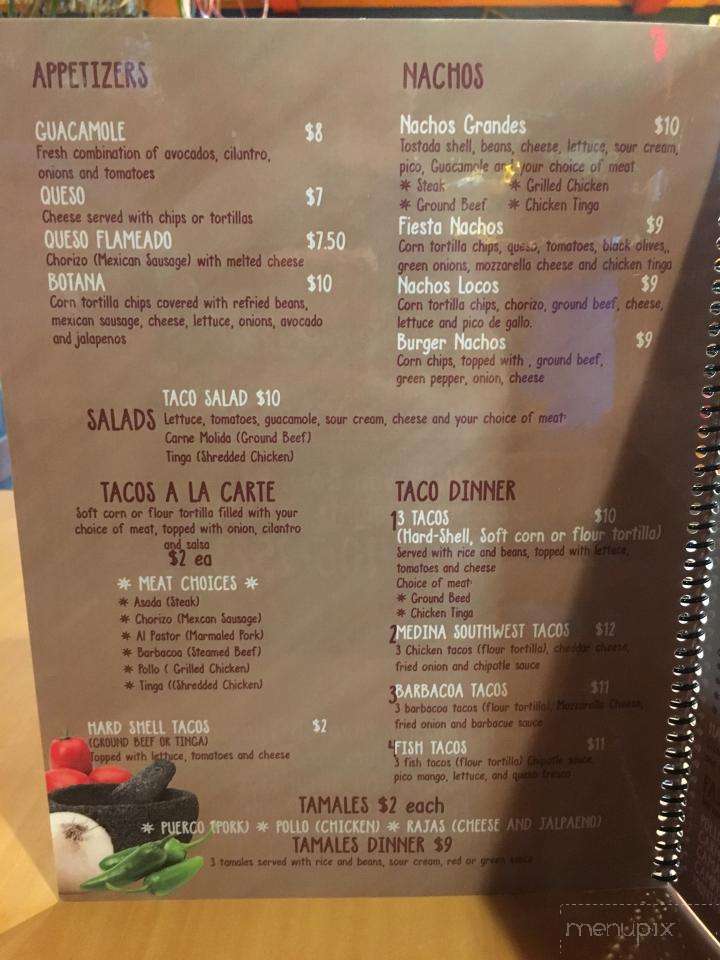 APPETIZERS
GUACAMOLE $8
Fresh combination of avocados, cilantro,
onions and tomatoes
QUESO $7
Cheese served with chips or tortillas
QUESO FLAMEADO $7.50
Chorizo (Mexican Sausage) with melted cheese
BOTANA $10
Corn tortilla chips covered with refried beans,
mexican sausage, cheese, lettuce, onions, avocado
and jalapenos
NACHOS
Nachos Grandes $10
Tostada shell, beans, cheese, lettuce, sour cream,
pico, Guacamole and your choice of meat
* Steak * Grilled Chicken
* Ground Beef * Chicken Tinga
Fiesta Nachos $9
Corn tortilla chips, queso, tomatoes, black olives,,
green onions, mozzarella cheese and chicken tinga
Nachos Locos $9
Corn tortilla chips, chorizo, ground beef, cheese,
lettuce and pico de gallo.
Burger Nachos $9
Corn chips, topped with , ground beef,
green pepper, onion, cheese
TACO SALAD $10
SALADS Lettuce, tomatoes, guacamole, sour cream, cheese and your choice of meat:
Carne Molida (Ground Beef)
Tinga (Shredded Chicken)
TACOS A LA CARTE
Soft corn or flour tortilla filled with your
choice of meat, topped with onion, cilantro
and salsa
$2 ea
* MEAT CHOICES *
* Asada (Steak)
* Chorizo (Mexcan Sausage)
* Al Pastor (Marmaled Pork)
* Barbacoa (Steamed Beef)
* Pollo ( Grilled Chicken)
* Tinga ((Shredded Chicken)
HARD SHELL TACOS $2
(GROUND BEEF OR TINGA)
Topped with lettuce, tomatoes and cheese
TACO DINNER
1 3 TACOS $10
(Hard-Shell, Soft corn or flour tortilla)
Served with rice and beans, topped with lettuce,
tomatoes and cheese
Choice of meat:
* Ground Beed
* Chicken Tinga
2 MEDINA SOUTHWEST TACOS $12
3 Chicken tacos (flour tortilla), cheddar cheese,
fried onion and chipotle sauce
3 BARBACOA TACOS $11
3 barbacoa tacos (flour tortilla), Mozzarella Cheese,
fried onion and barbacue sauce
4 FISH TACOS $11
3 fish tacos (flour tortilla) Chipotle sauce,
pico mango, lettuce, and queso fresco
TAMALES $2 each
* PUERCO (PORK) * POLLO (CHICKEN) * RAJAS (CHEESE AND JALPAENO)
TAMALES DINNER $9
3 tamales served with rice and beans, sour cream, red or green sauce
menupix